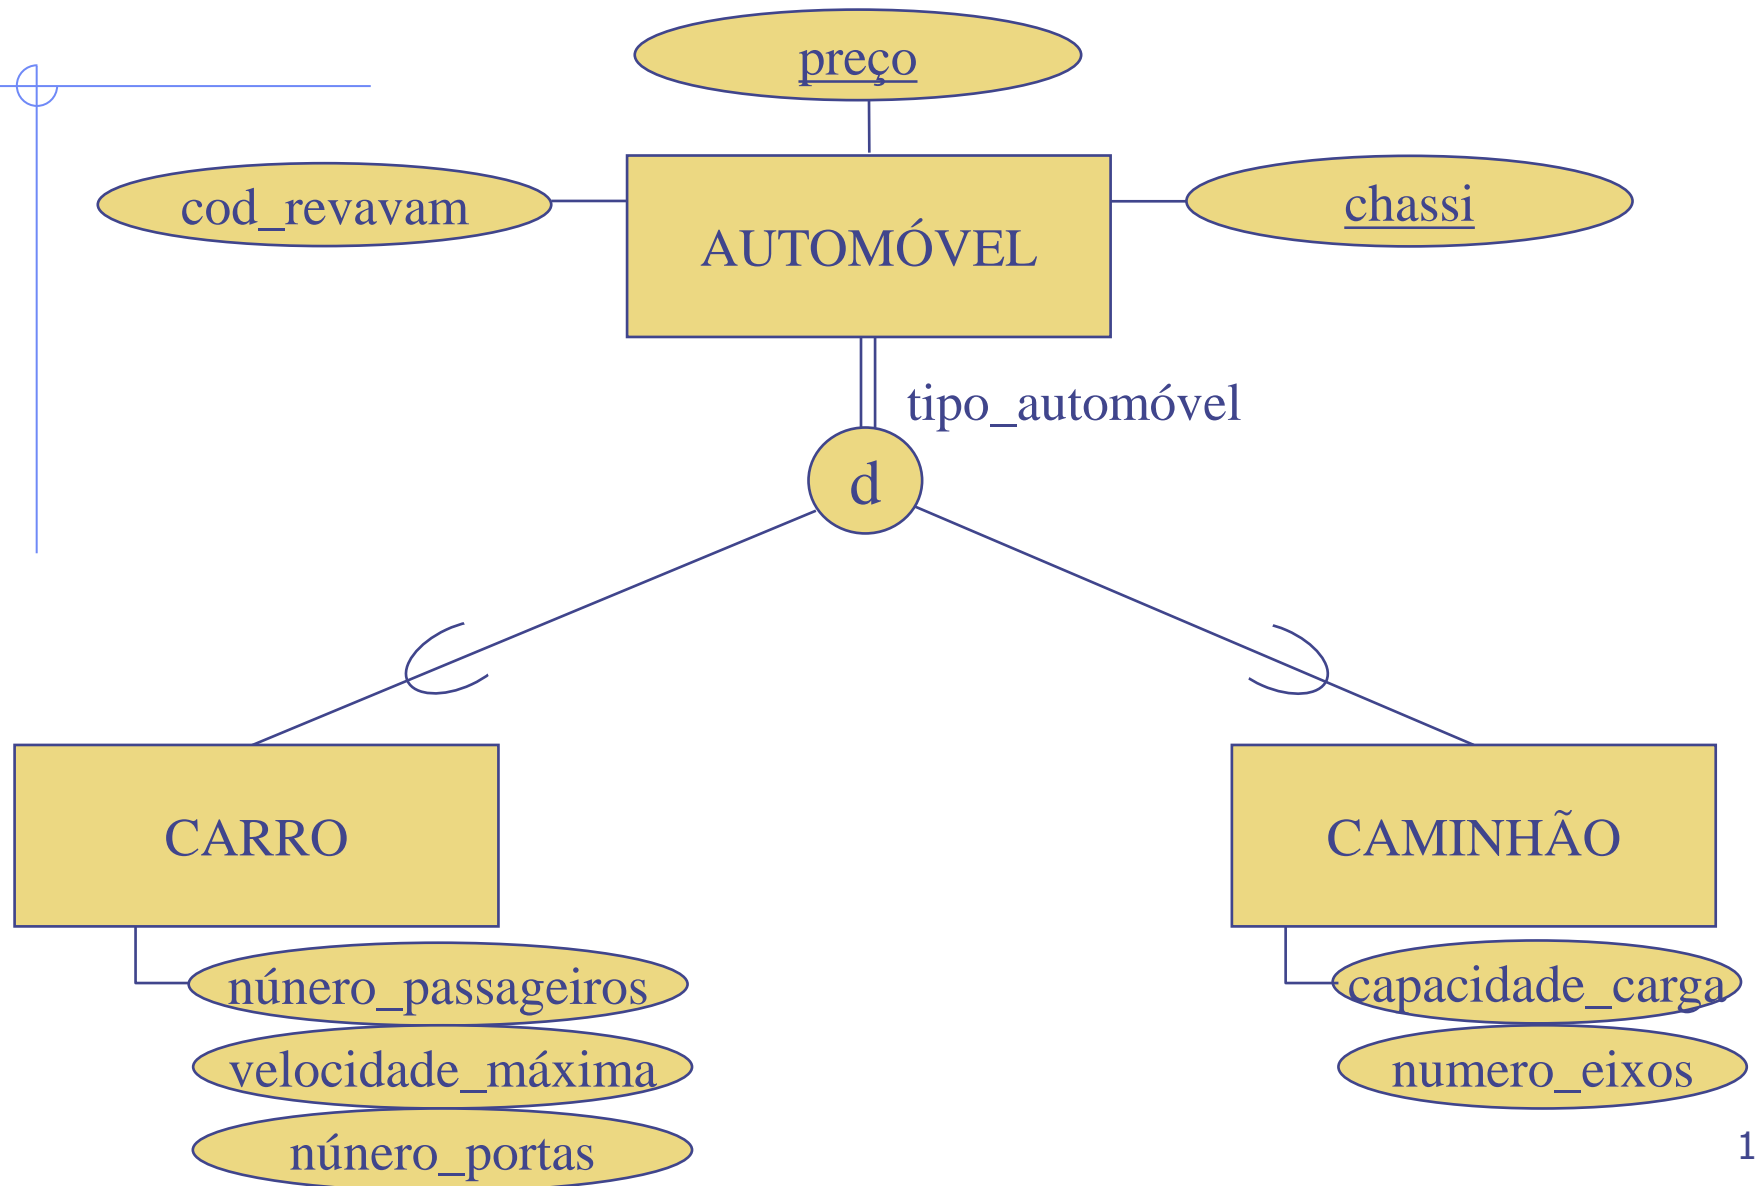 preço
cod_revavam
chassi
AUTOMÓVEL
tipo_automóvel
d
CARRO
CAMINHÃO
núnero_passageiros
capacidade_carga
velocidade_máxima
numero_eixos
núnero_portas
1